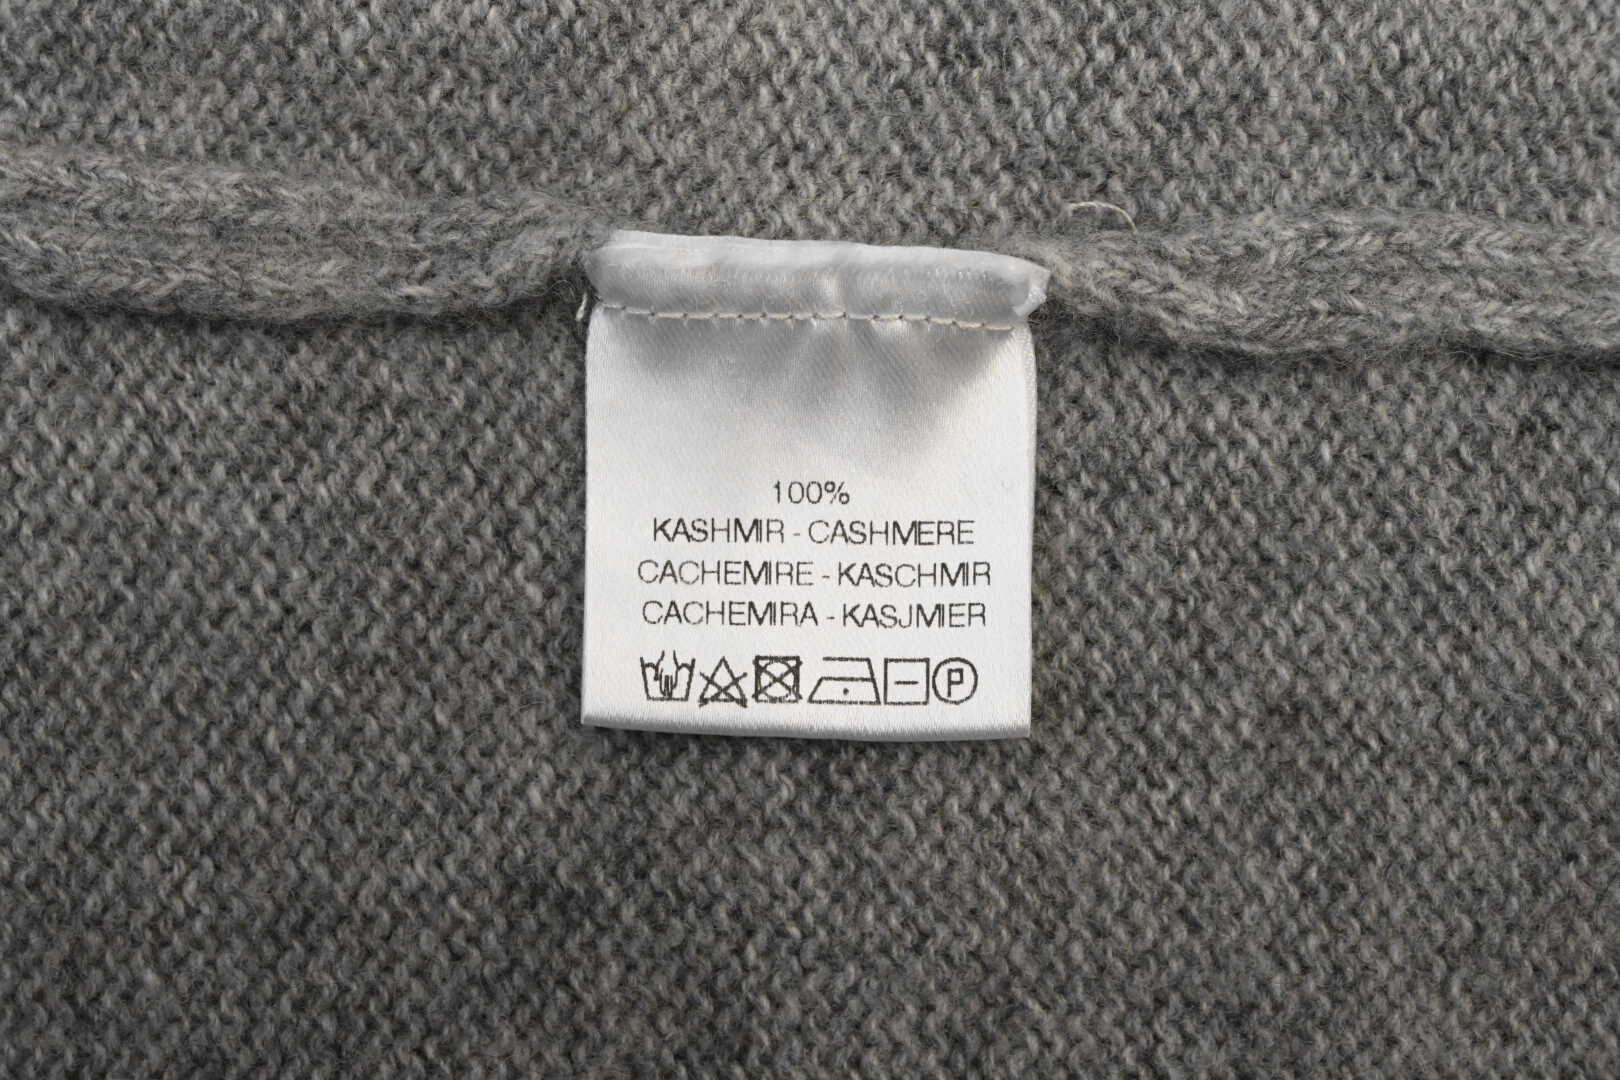 100%
KASHMIR - CASHMERE
CACHEMIRE - KASCHMIR
CACHEMIRA - KASJMIER
P